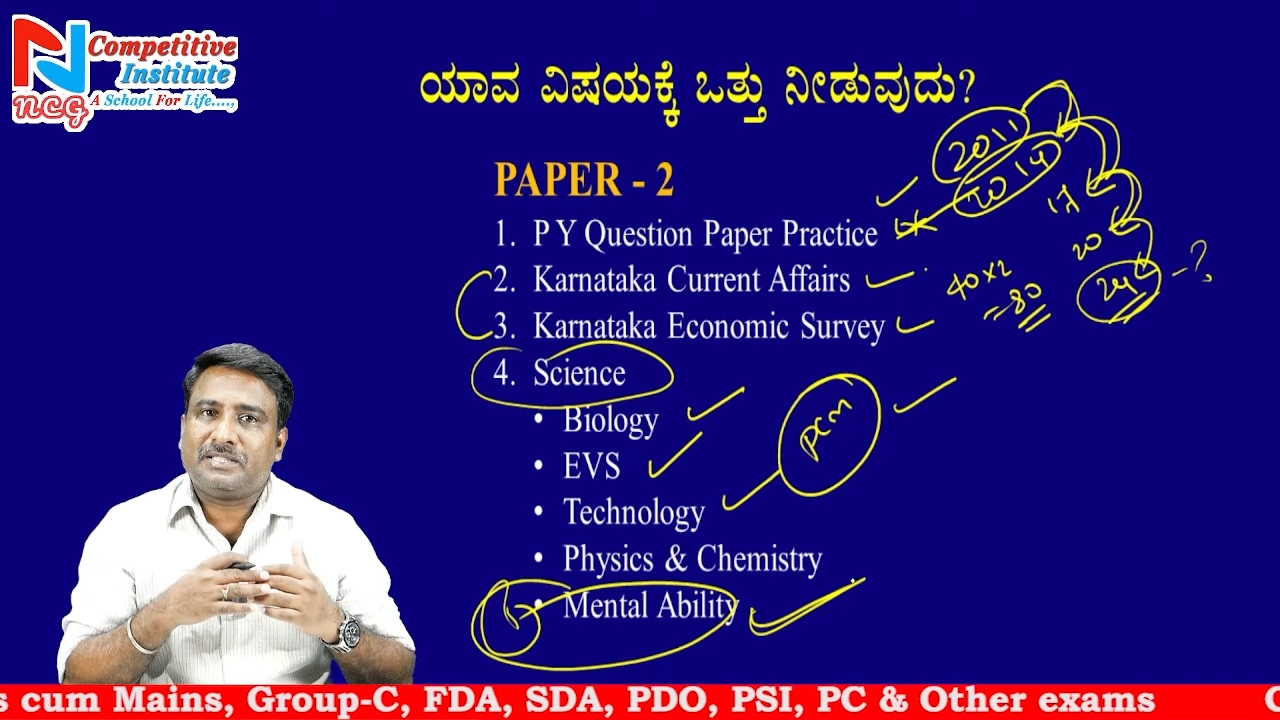 Competitive
Institute
NCG A School For Life....,
ಯಾವ ವಿಷಯಕ್ಕೆ ಒತ್ತು ನೀಡುವುದು?
PAPER - 2
1. P Y Question Paper Practice
2. Karnataka Current Affairs
3. Karnataka Economic Survey
4. Science
• Biology
• EVS
• Technology
• Physics & Chemistry
• Mental Ability
2011
2014
17
20
24 - ?
40×2
=80
PCM
s cum Mains, Group-C, FDA, SDA, PDO, PSI, PC & Other exams